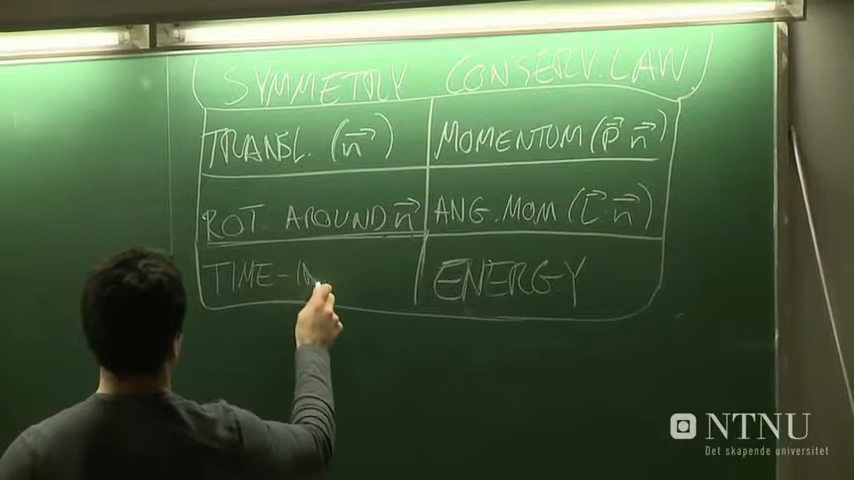 SYMMETRY CONSERV. LAW
TRANSL. (n⃗) MOMENTUM (p⃗·n⃗)
ROT. AROUND n⃗ ANG. MOM (L⃗·n⃗)
TIME-IN ENERGY
NTNU
Det skapende universitet